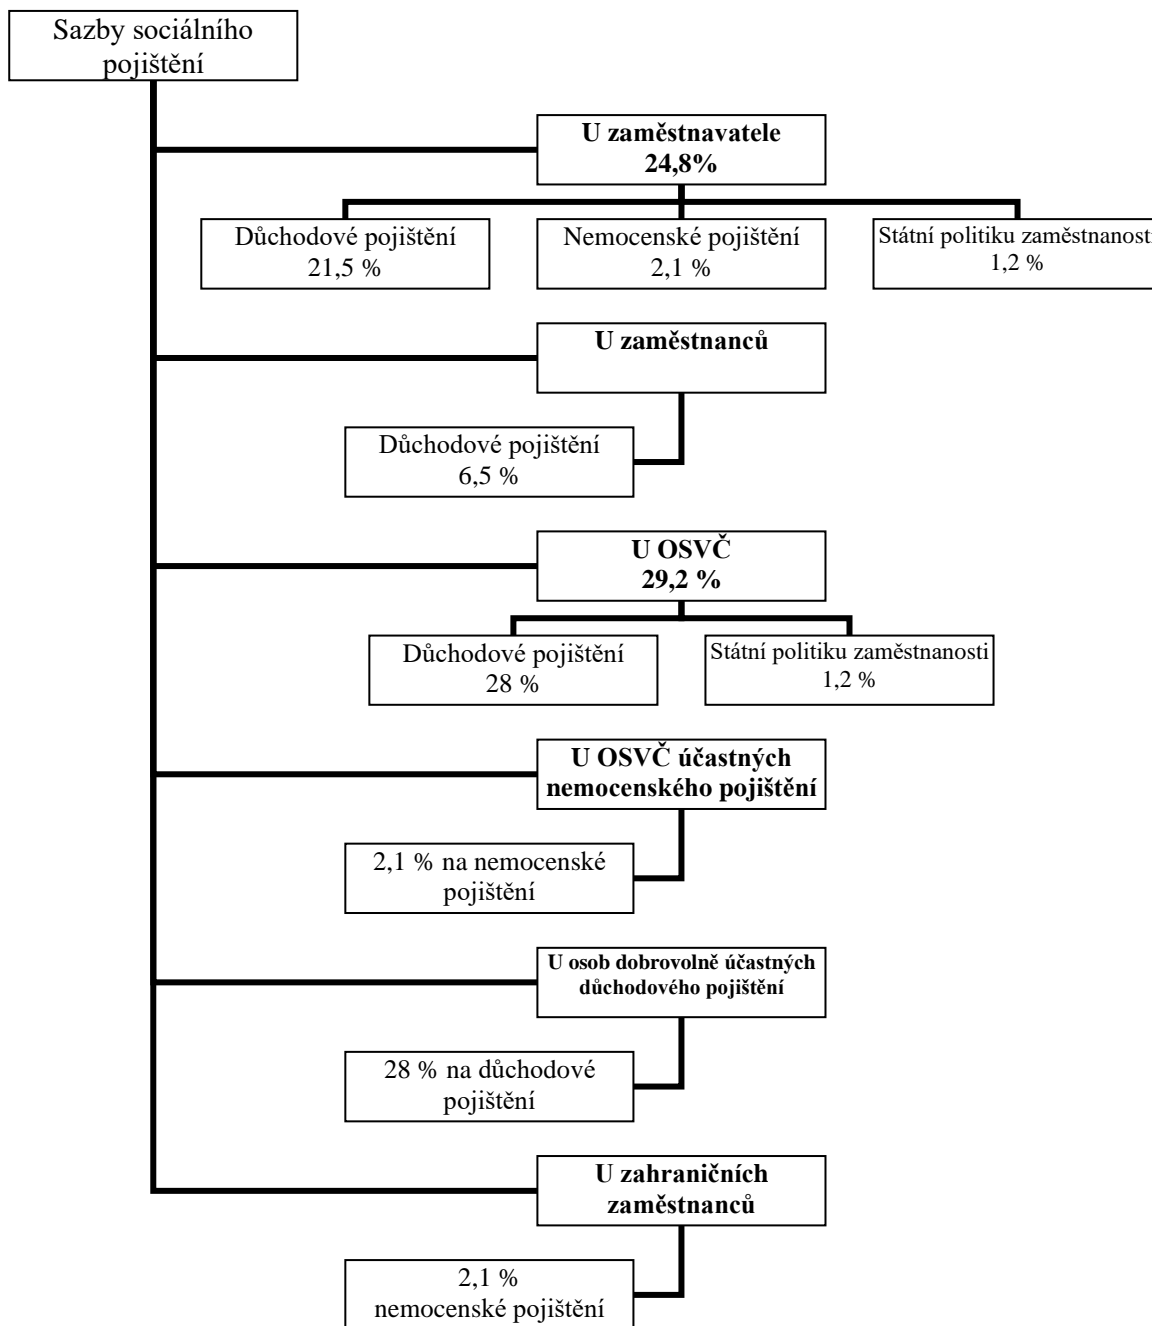 Sazby sociálního
pojištění
U zaměstnavatele
24,8%
Důchodové pojištění
21,5 %
Nemocenské pojištění
2,1 %
Státní politiku zaměstnanosti
1,2 %
U zaměstnanců
Důchodové pojištění
6,5 %
U OSVČ
29,2 %
Důchodové pojištění
28 %
Státní politiku zaměstnanosti
1,2 %
U OSVČ účastných
nemocenského pojištění
2,1 % na nemocenské
pojištění
U osob dobrovolně účastných
důchodového pojištění
28 % na důchodové
pojištění
U zahraničních
zaměstnanců
2,1 %
nemocenské pojištění